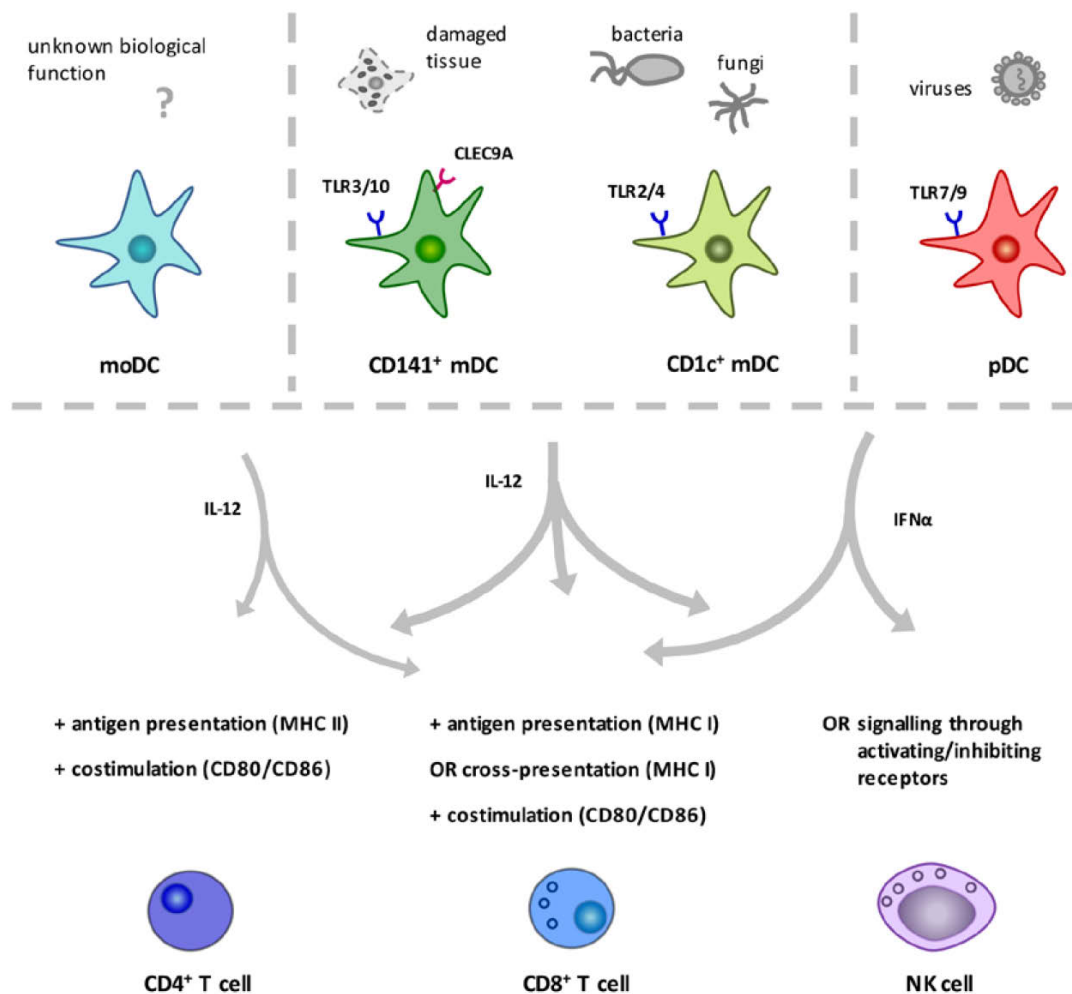 unknown biological
function
?
damaged
tissue
bacteria
fungi
viruses
CLEC9A
TLR3/10
TLR2/4
TLR7/9
moDC
CD141⁺ mDC
CD1c⁺ mDC
pDC
IL-12
IL-12
IFNα
+ antigen presentation (MHC II)
+ costimulation (CD80/CD86)
+ antigen presentation (MHC I)
OR cross-presentation (MHC I)
+ costimulation (CD80/CD86)
OR signalling through
activating/inhibiting
receptors
CD4⁺ T cell
CD8⁺ T cell
NK cell